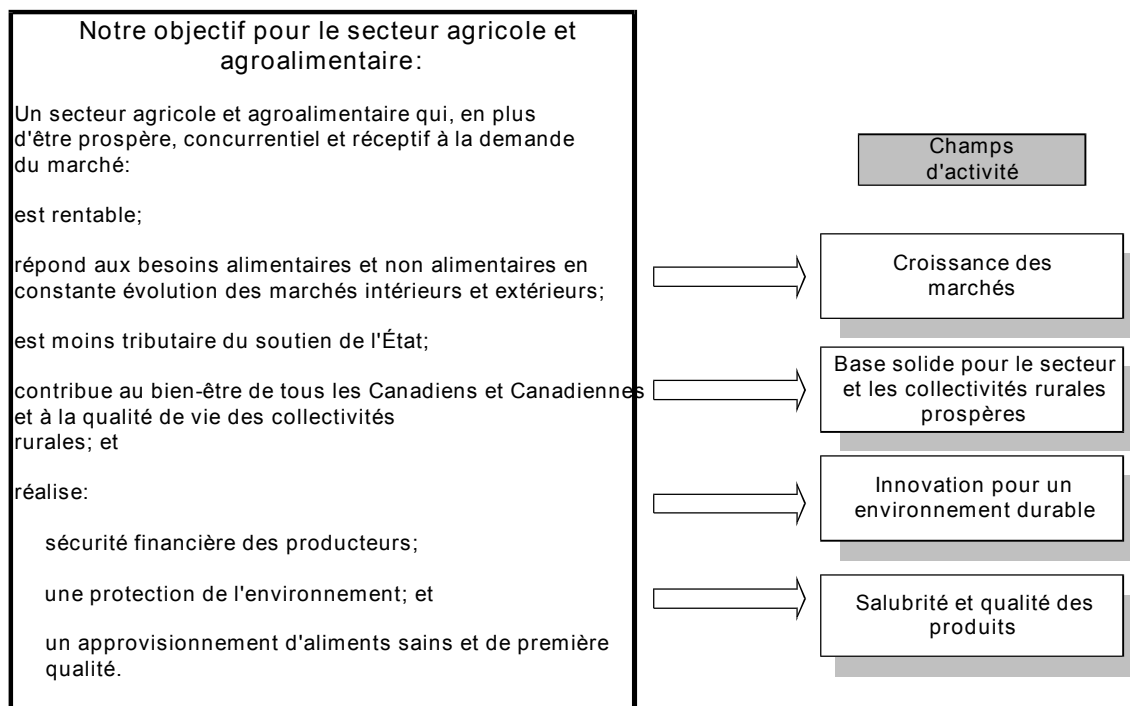 Notre objectif pour le secteur agricole et
agroalimentaire:
Un secteur agricole et agroalimentaire qui, en plus
d'être prospère, concurrentiel et réceptif à la demande
du marché:
est rentable;
répond aux besoins alimentaires et non alimentaires en
constante évolution des marchés intérieurs et extérieurs;
est moins tributaire du soutien de l'État;
contribue au bien-être de tous les Canadiens et Canadiennes
et à la qualité de vie des collectivités
rurales; et
réalise:
sécurité financière des producteurs;
une protection de l'environnement; et
un approvisionnement d'aliments sains et de première
qualité.
Champs
d'activité
Croissance des
marchés
Base solide pour le secteur
et les collectivités rurales
prospères
Innovation pour un
environnement durable
Salubrité et qualité des
produits